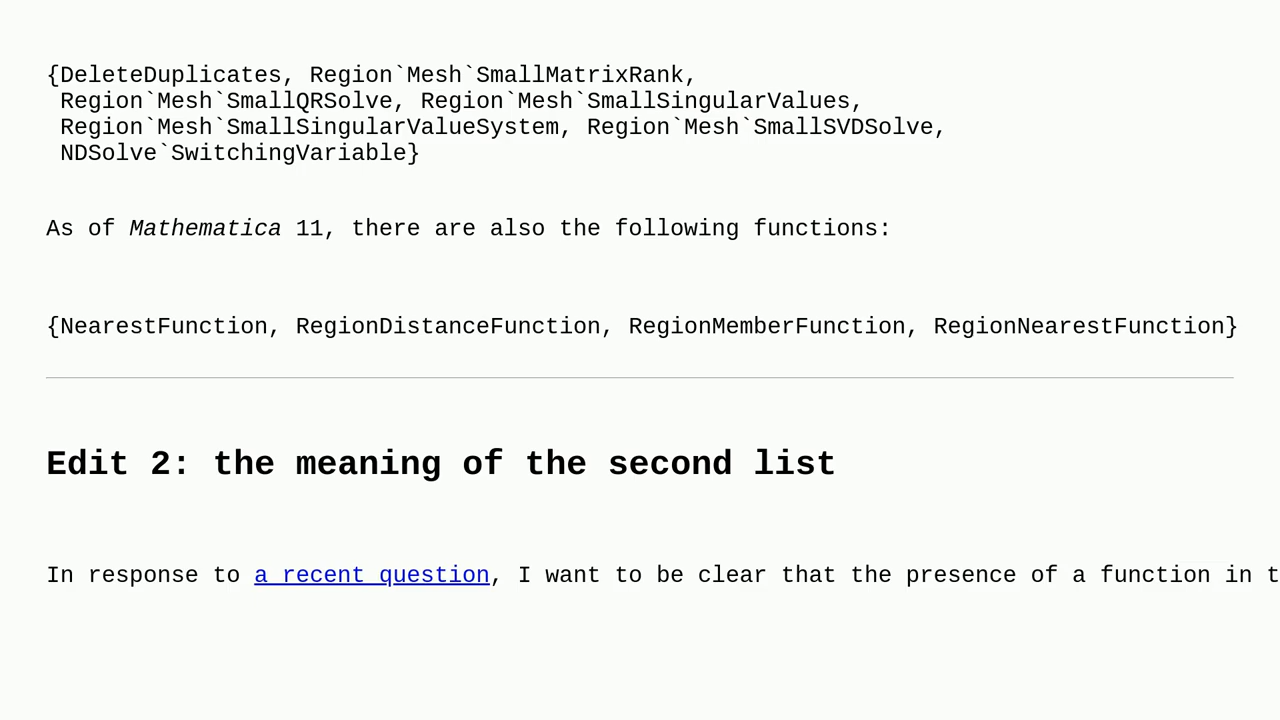 {DeleteDuplicates, Region`Mesh`SmallMatrixRank,
Region`Mesh`SmallQRSolve, Region`Mesh`SmallSingularValues,
Region`Mesh`SmallSingularValueSystem, Region`Mesh`SmallSVDSolve,
NDSolve`SwitchingVariable}
As of Mathematica 11, there are also the following functions:
{NearestFunction, RegionDistanceFunction, RegionMemberFunction, RegionNearestFunction}
Edit 2: the meaning of the second list
In response to a recent question, I want to be clear that the presence of a function in